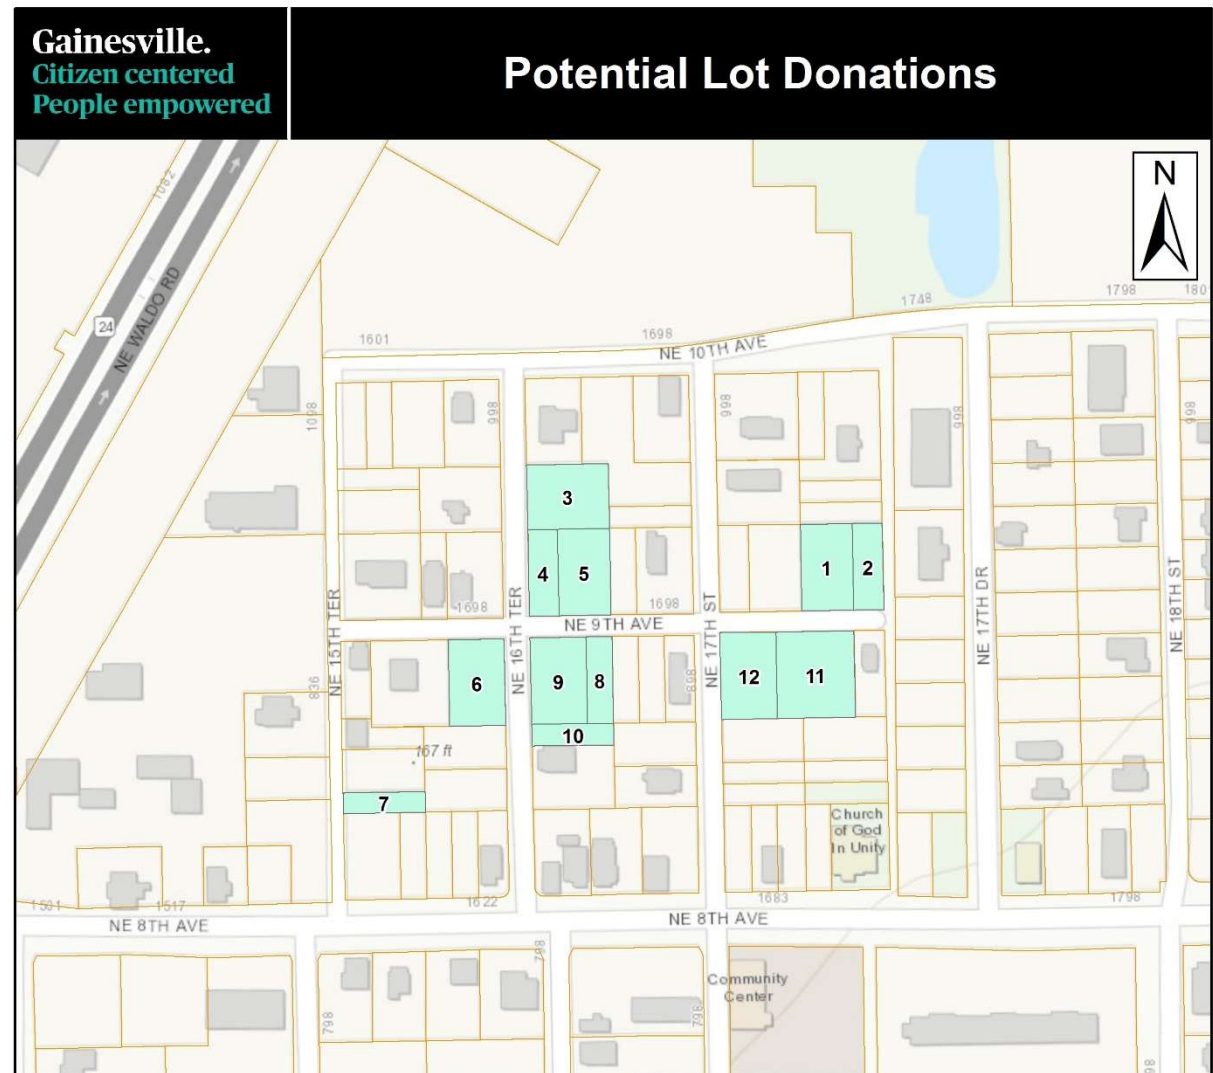 Gainesville.
Citizen centered
People empowered
Potential Lot Donations
N
1082
24
NE WALDO RD
1748
1798
180
1601
1698
NE 10TH AVE
1098
998
998
998
998
3
4
5
1
2
1698
1698
NE 9TH AVE
NE 15TH TER
NE 16TH TER
NE 17TH ST
NE 17TH DR
NE 18TH ST
836
6
9
8
898
12
11
10
167 ft
7
Church
of God
In Unity
1501
1517
1622
1683
1798
NE 8TH AVE
NE 8TH AVE
798
798
798
Community
Center
98